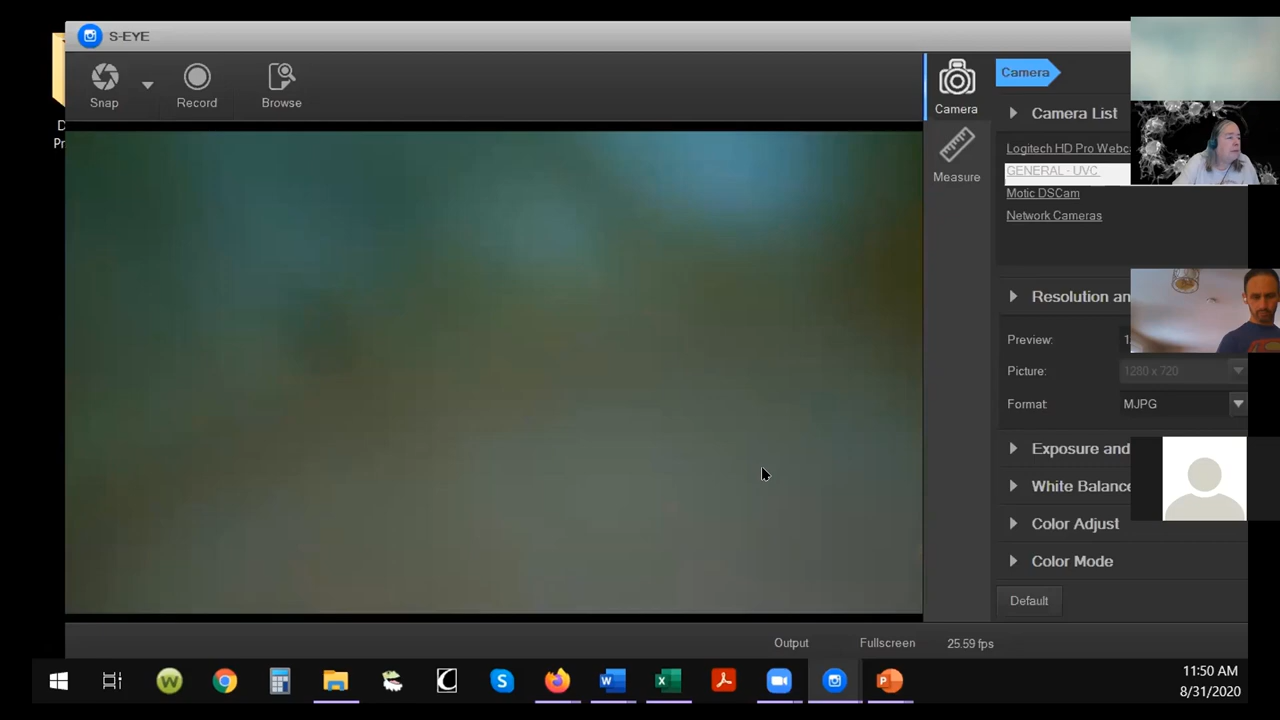 S-EYE
Snap
Record
Browse
Camera
Measure
Camera
Camera List
Logitech HD Pro
GENERAL - UVC
Motic DSCam
Network Cameras
Resolution
Preview:
Picture: 1280 x 720
Format: MJPG
Exposure and
White Balance
Color Adjust
Color Mode
Default
Output Fullscreen 25.59 fps
11:50 AM
8/31/2020